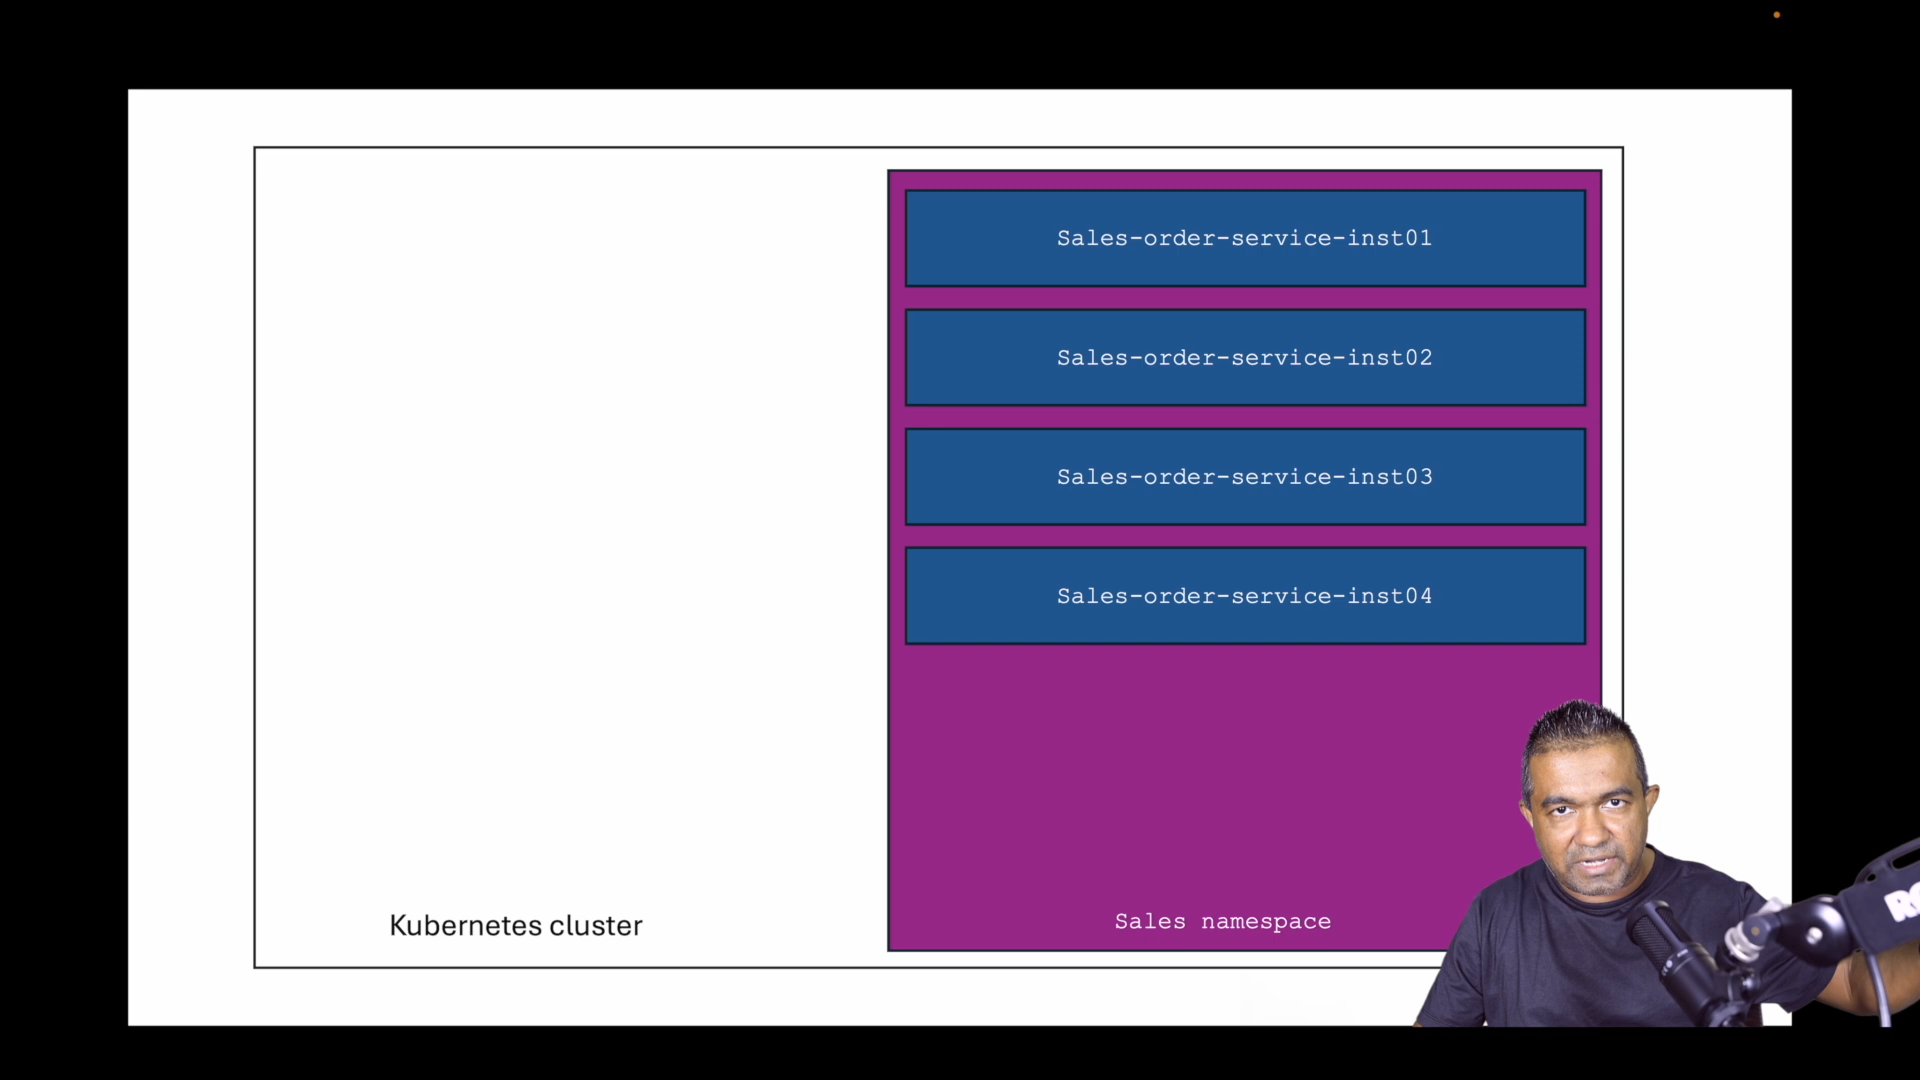 Sales-order-service-inst01
Sales-order-service-inst02
Sales-order-service-inst03
Sales-order-service-inst04
Kubernetes cluster
Sales namespace